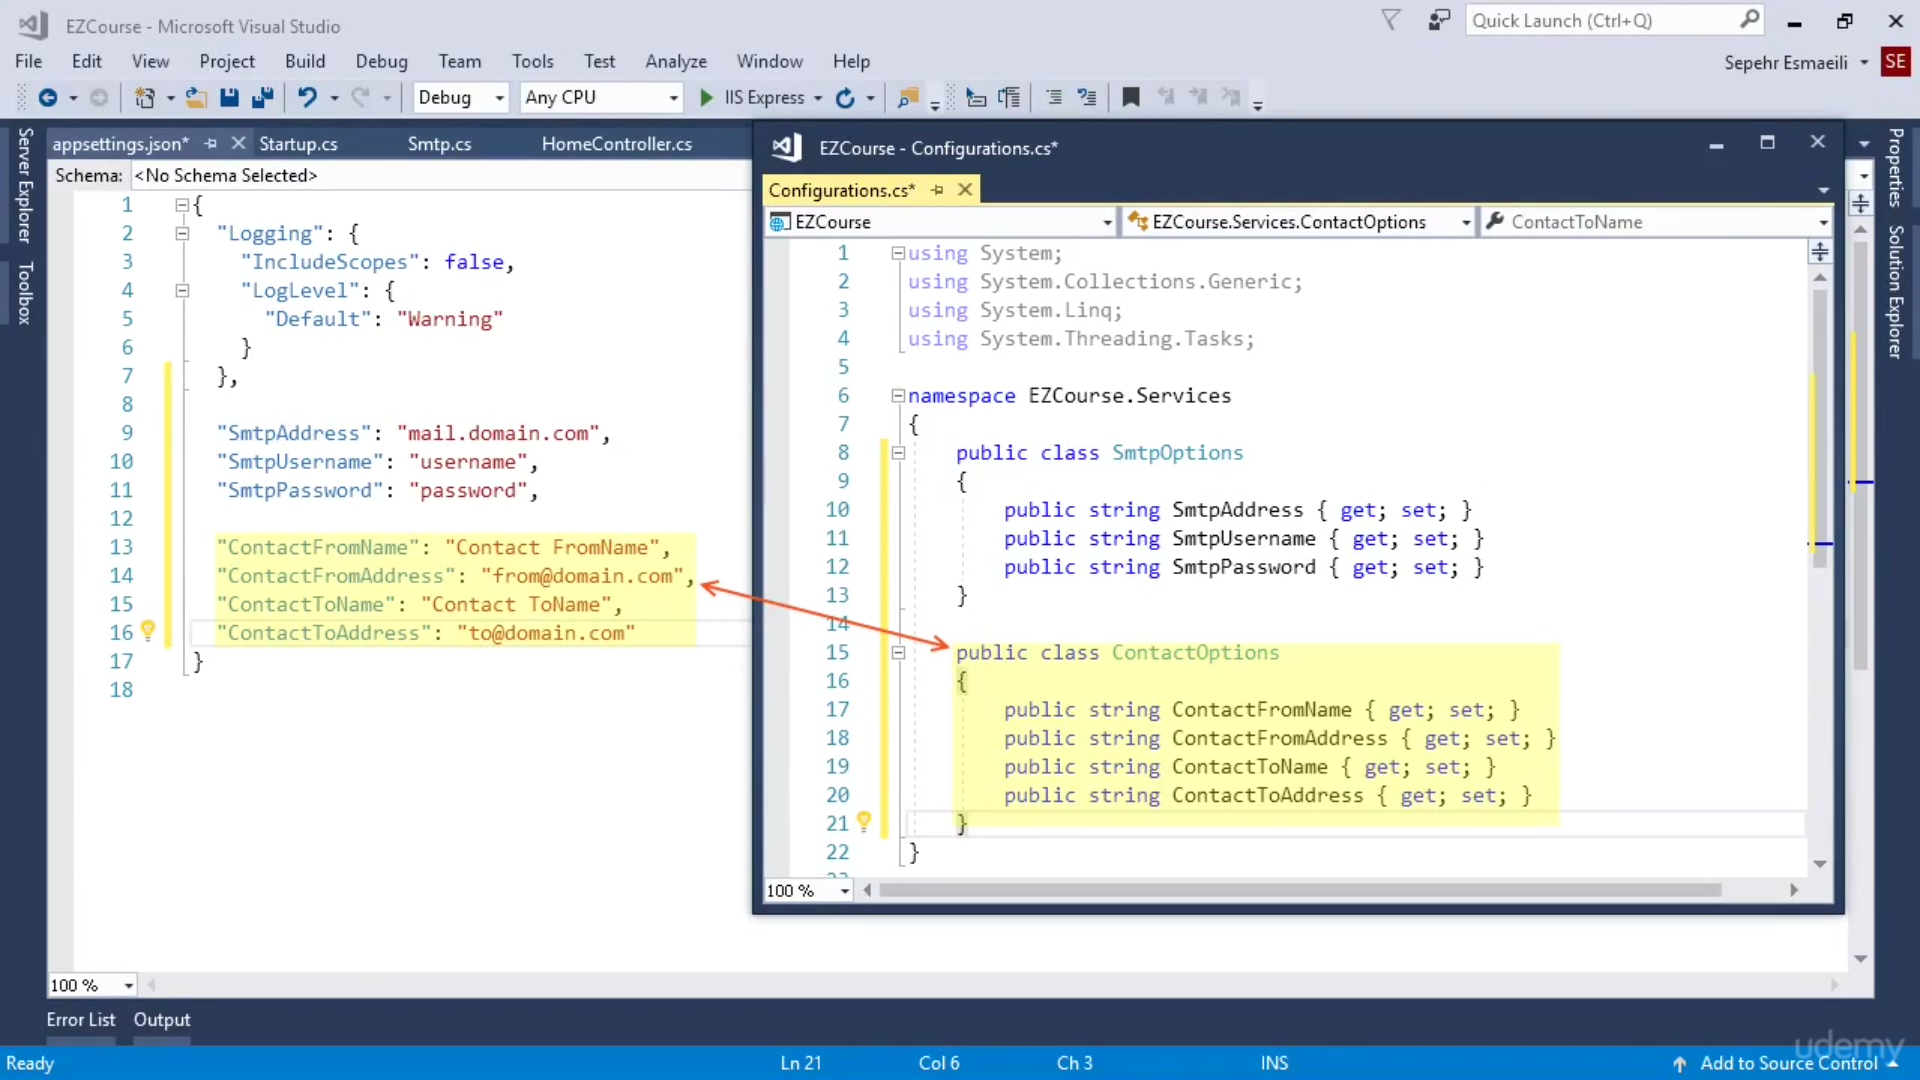 EZCourse - Microsoft Visual Studio
Quick Launch (Ctrl+Q)
File Edit View Project Build Debug Team Tools Test Analyze Window Help
Sepehr Esmaeili SE
Debug Any CPU IIS Express
Server Explorer
Toolbox
Properties
Solution Explorer
appsettings.json* Startup.cs Smtp.cs HomeController.cs
Schema: <No Schema Selected>
1 {
2 "Logging": {
3 "IncludeScopes": false,
4 "LogLevel": {
5 "Default": "Warning"
6 }
7 },
8
9 "SmtpAddress": "mail.domain.com",
10 "SmtpUsername": "username",
11 "SmtpPassword": "password",
12
13 "ContactFromName": "Contact FromName",
14 "ContactFromAddress": "from@domain.com",
15 "ContactToName": "Contact ToName",
16 "ContactToAddress": "to@domain.com"
17 }
18
100 %
EZCourse - Configurations.cs*
Configurations.cs*
EZCourse EZCourse.Services.ContactOptions ContactToName
1 using System;
2 using System.Collections.Generic;
3 using System.Linq;
4 using System.Threading.Tasks;
5
6 namespace EZCourse.Services
7 {
8 public class SmtpOptions
9 {
10 public string SmtpAddress { get; set; }
11 public string SmtpUsername { get; set; }
12 public string SmtpPassword { get; set; }
13 }
14
15 public class ContactOptions
16 {
17 public string ContactFromName { get; set; }
18 public string ContactFromAddress { get; set; }
19 public string ContactToName { get; set; }
20 public string ContactToAddress { get; set; }
21 }
22 }
100 %
Error List Output
Ready Ln 21 Col 6 Ch 3 INS Add to Source Control
udemy